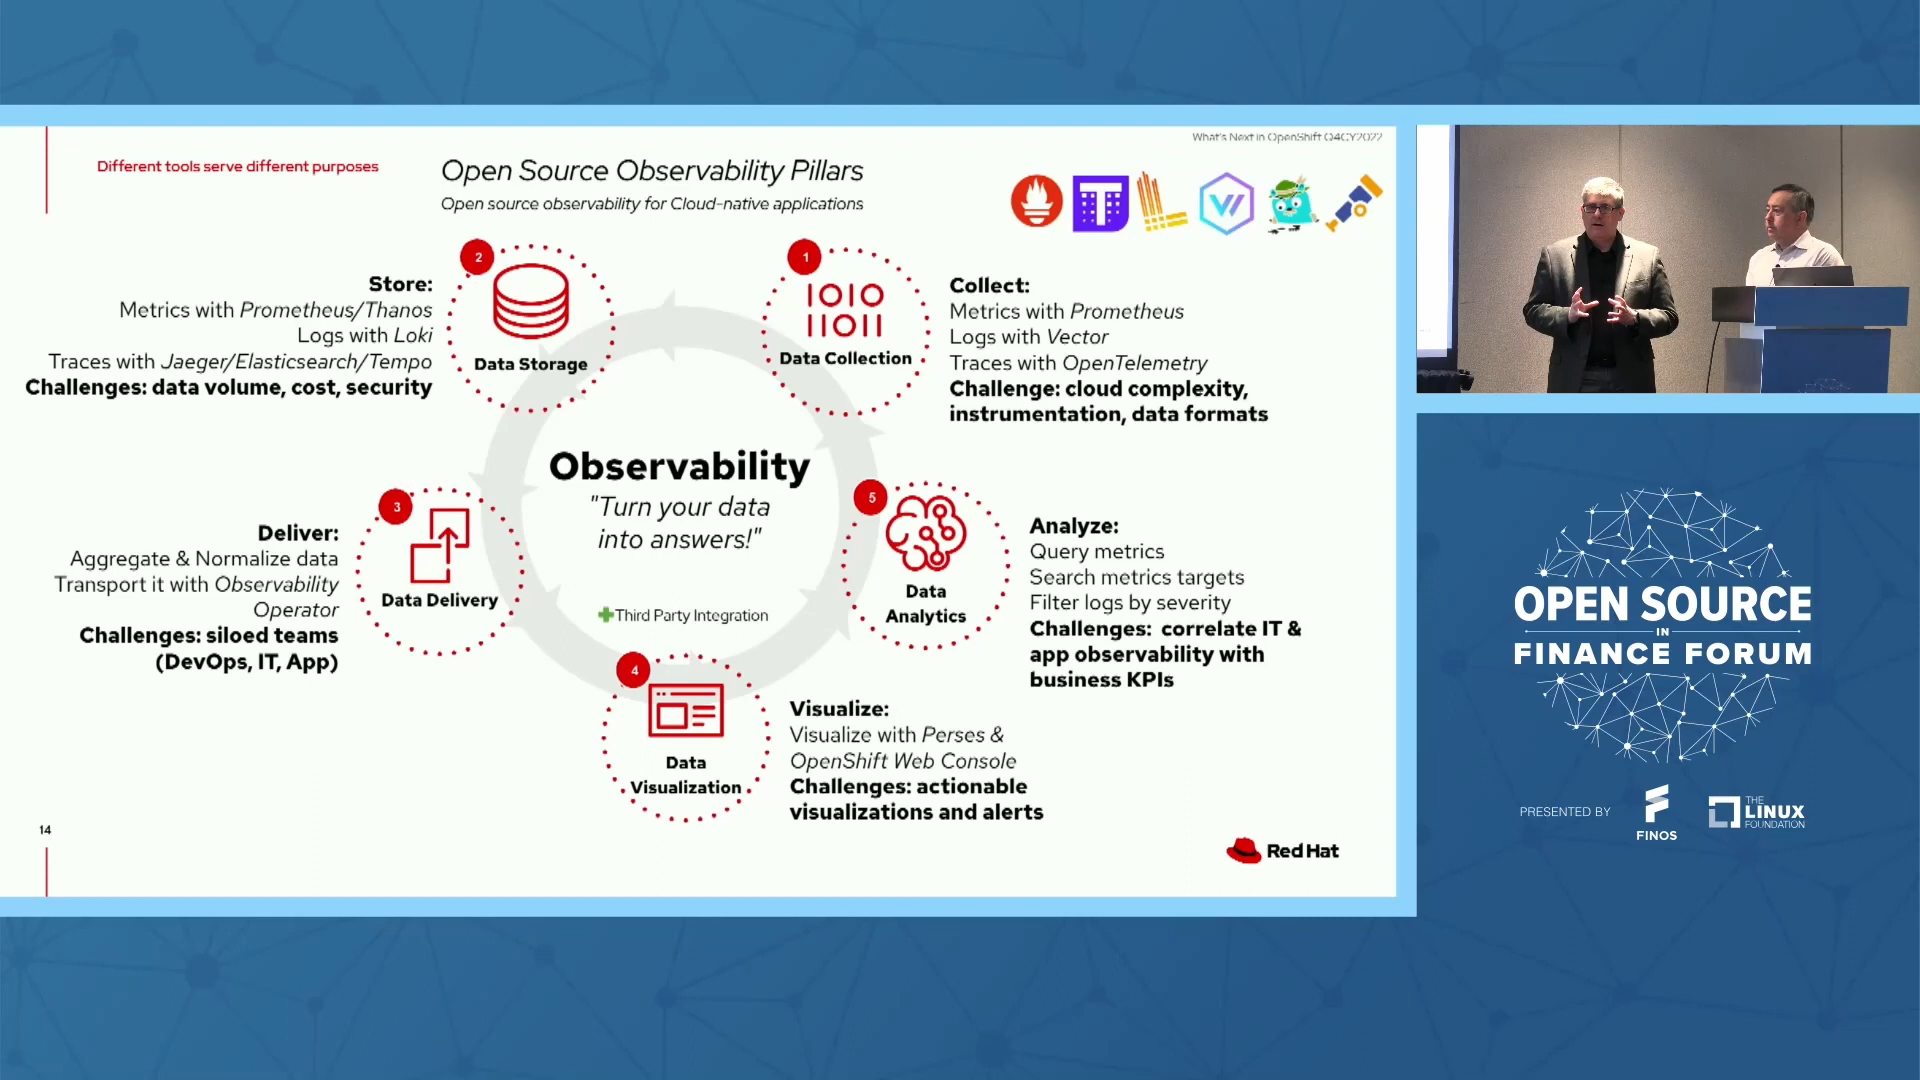 What's Next in OpenShift Q4CY2022
Different tools serve different purposes
Open Source Observability Pillars
Open source observability for Cloud-native applications
2
Data Storage
Store:
Metrics with Prometheus/Thanos
Logs with Loki
Traces with Jaeger/Elasticsearch/Tempo
Challenges: data volume, cost, security
1
1010
11011
Data Collection
Collect:
Metrics with Prometheus
Logs with Vector
Traces with OpenTelemetry
Challenge: cloud complexity,
instrumentation, data formats
Observability
"Turn your data
into answers!"
Third Party Integration
3
Data Delivery
Deliver:
Aggregate & Normalize data
Transport it with Observability
Operator
Challenges: siloed teams
(DevOps, IT, App)
5
Data
Analytics
Analyze:
Query metrics
Search metrics targets
Filter logs by severity
Challenges: correlate IT &
app observability with
business KPIs
4
Data
Visualization
Visualize:
Visualize with Perses &
OpenShift Web Console
Challenges: actionable
visualizations and alerts
14
Red Hat
OPEN SOURCE
IN
FINANCE FORUM
PRESENTED BY
FINOS
THE
LINUX
FOUNDATION